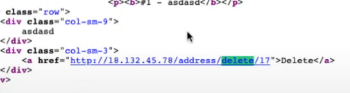 <p><b>#1 - asdasd</b></p>
class="row">
<div class="col-sm-9">
asdasd
</div>
<div class="col-sm-3">
<a href="http://18.132.45.78/address/delete/17">Delete</a>
</div>
v>